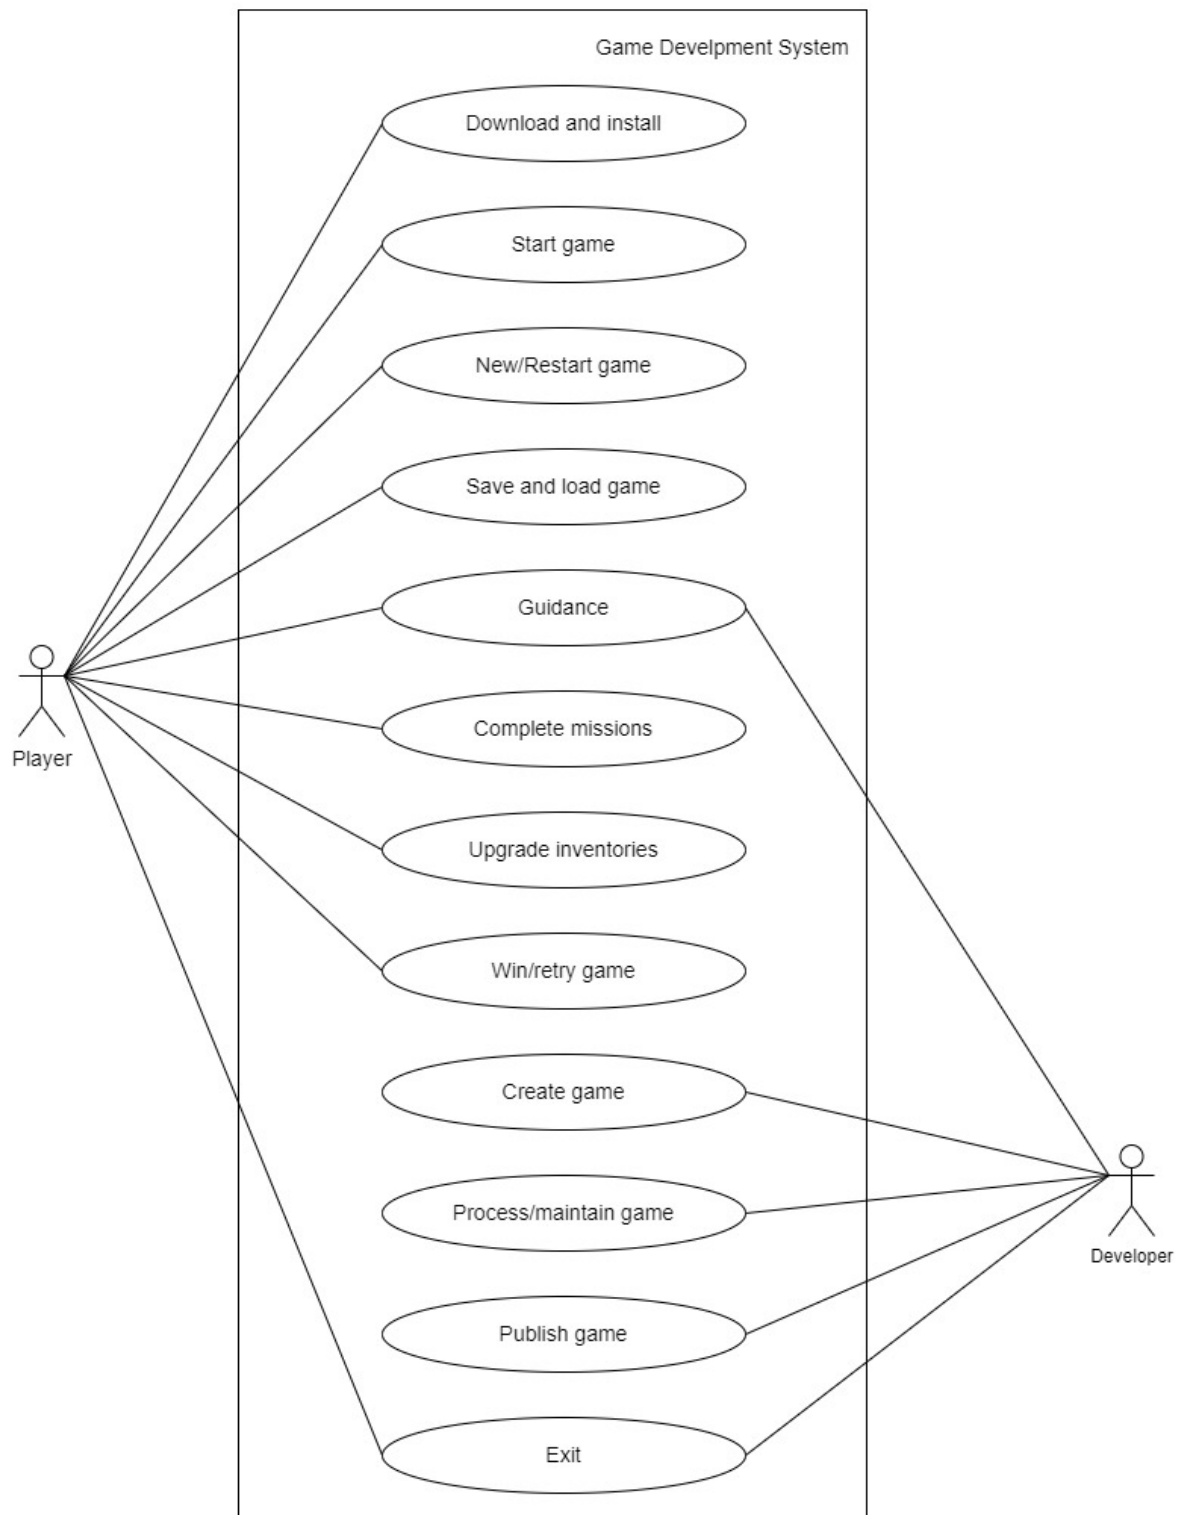 Game Develpment System
Download and install
Start game
New/Restart game
Save and load game
Guidance
Player
Complete missions
Upgrade inventories
Win/retry game
Create game
Process/maintain game
Developer
Publish game
Exit